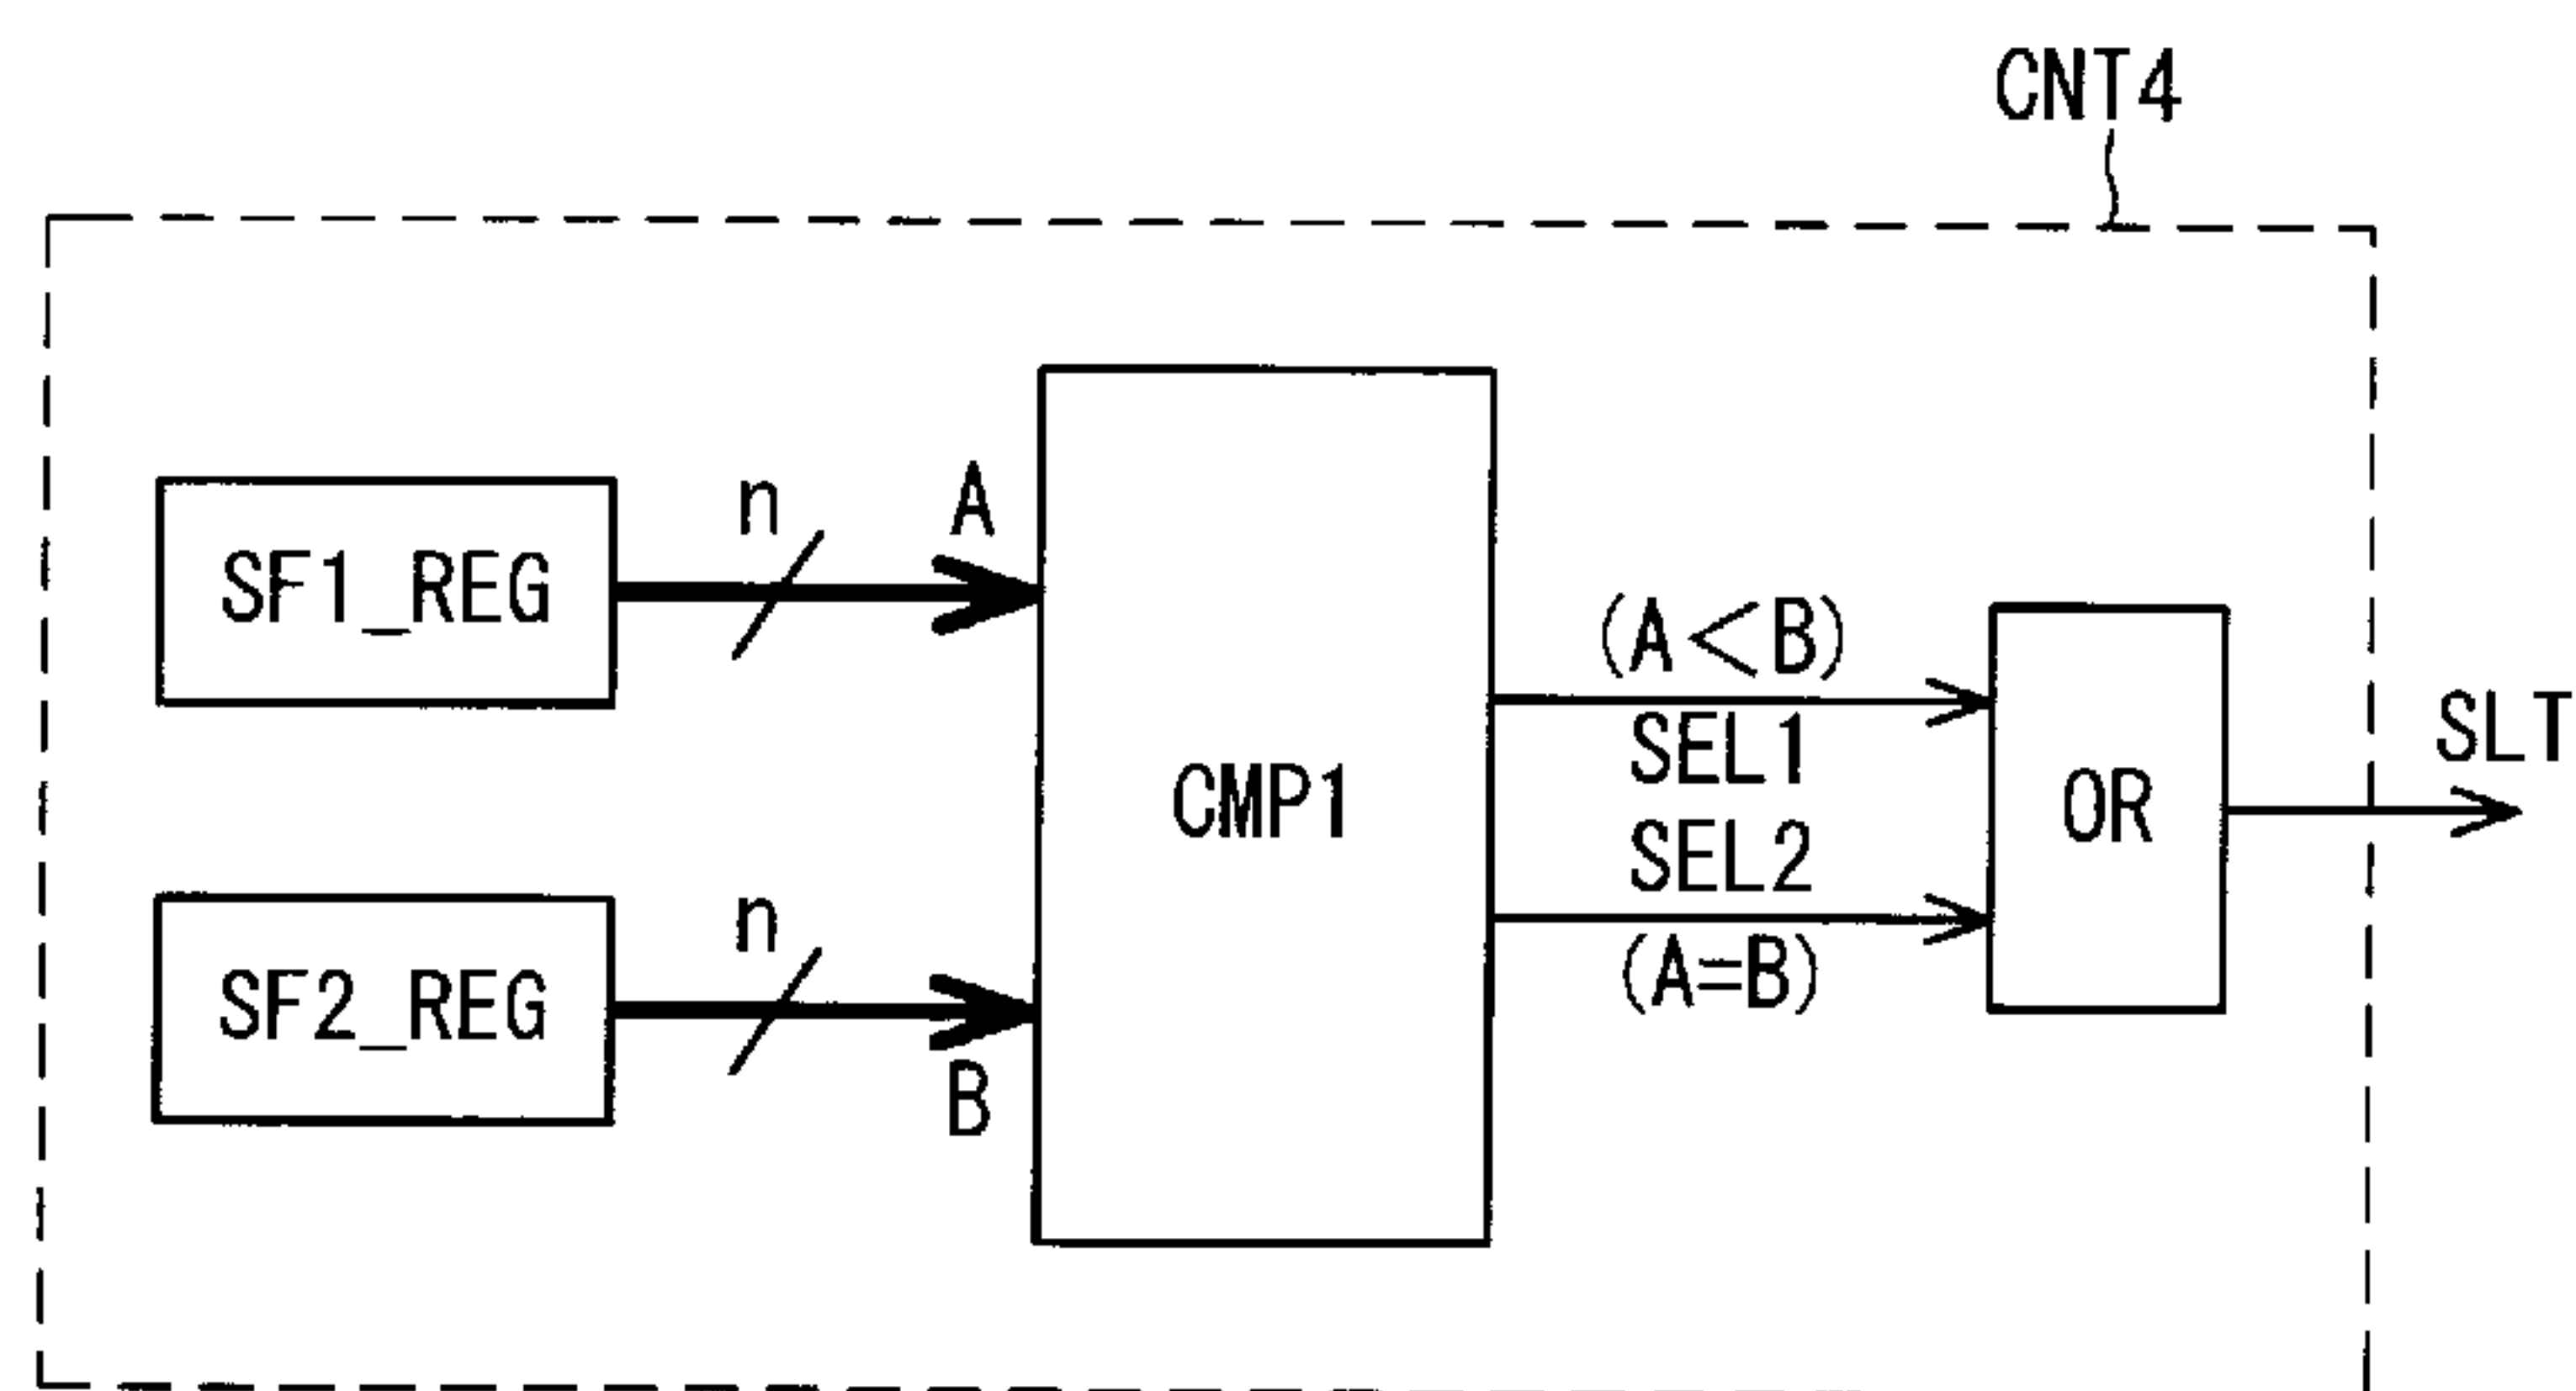 CNT4
n
A
SF1_REG
(A<B)
SEL1
SLT
CMP1
SEL2
OR
n
(A=B)
SF2_REG
B